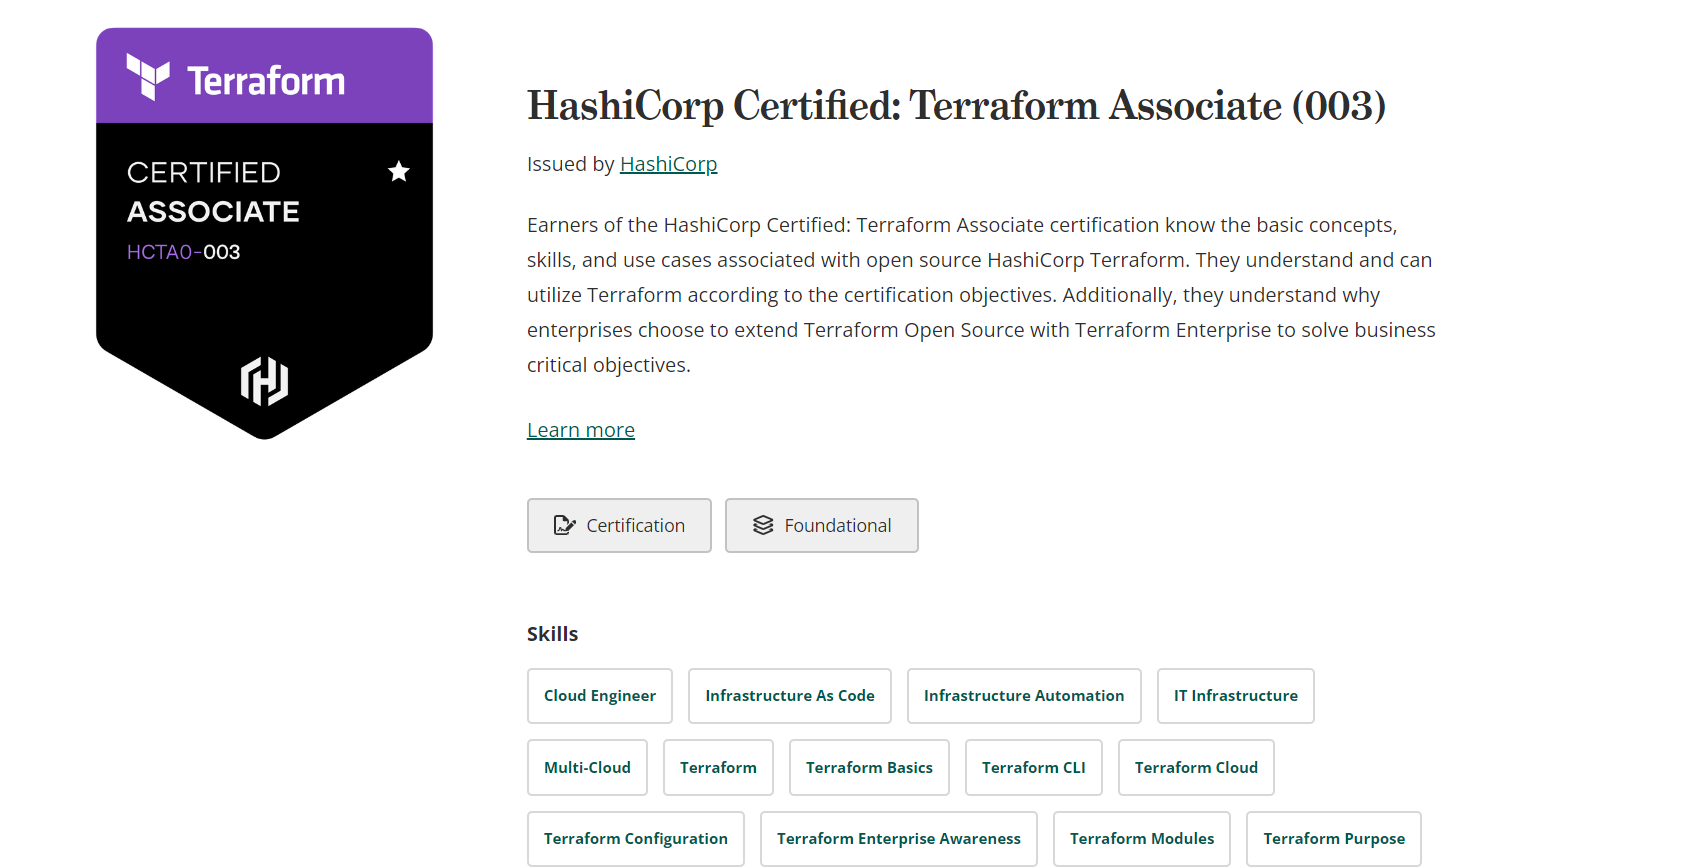 Terraform
CERTIFIED
ASSOCIATE
HCTA0-003
HashiCorp Certified: Terraform Associate (003)
Issued by HashiCorp
Earners of the HashiCorp Certified: Terraform Associate certification know the basic concepts,
skills, and use cases associated with open source HashiCorp Terraform. They understand and can
utilize Terraform according to the certification objectives. Additionally, they understand why
enterprises choose to extend Terraform Open Source with Terraform Enterprise to solve business
critical objectives.
Learn more
Certification Foundational
Skills
Cloud Engineer Infrastructure As Code Infrastructure Automation IT Infrastructure
Multi-Cloud Terraform Terraform Basics Terraform CLI Terraform Cloud
Terraform Configuration Terraform Enterprise Awareness Terraform Modules Terraform Purpose